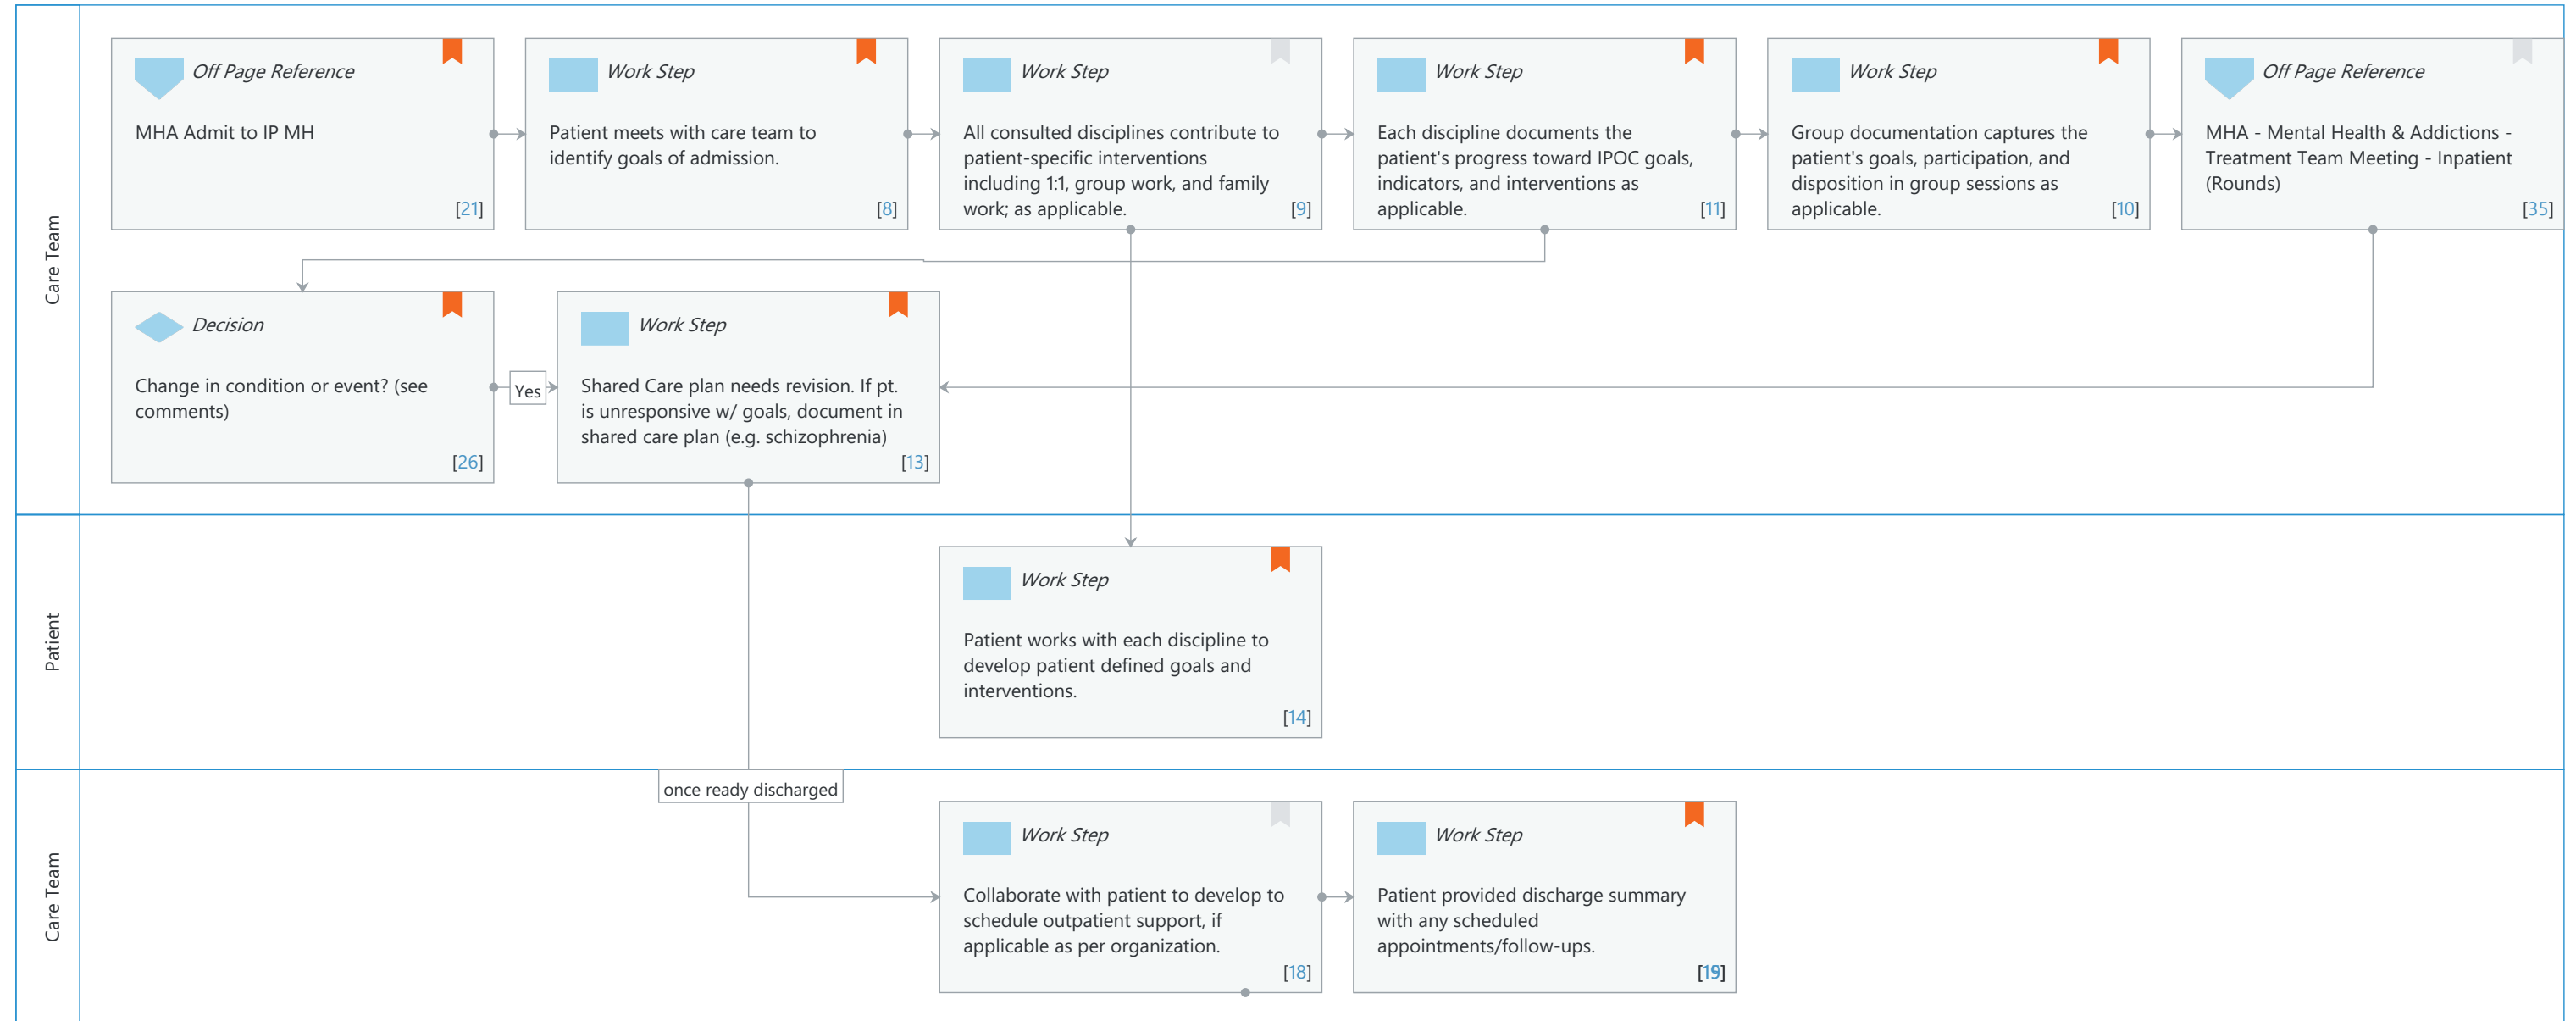 Care Team
Off Page Reference
MHA Admit to IP MH
[21]
Work Step
Patient meets with care team to
identify goals of admission.
[8]
Work Step
All consulted disciplines contribute to
patient-specific interventions
including 1:1, group work, and family
work; as applicable.
[9]
Work Step
Each discipline documents the
patient's progress toward IPOC goals,
indicators, and interventions as
applicable.
[11]
Work Step
Group documentation captures the
patient's goals, participation, and
disposition in group sessions as
applicable.
[10]
Off Page Reference
MHA - Mental Health & Addictions -
Treatment Team Meeting - Inpatient
(Rounds)
[35]
Decision
Change in condition or event? (see
comments)
[26]
Yes
Work Step
Shared Care plan needs revision. If pt.
is unresponsive w/ goals, document in
shared care plan (e.g. schizophrenia)
[13]
Patient
Work Step
Patient works with each discipline to
develop patient defined goals and
interventions.
[14]
Care Team
once ready discharged
Work Step
Collaborate with patient to develop to
schedule outpatient support, if
applicable as per organization.
[18]
Work Step
Patient provided discharge summary
with any scheduled
appointments/follow-ups.